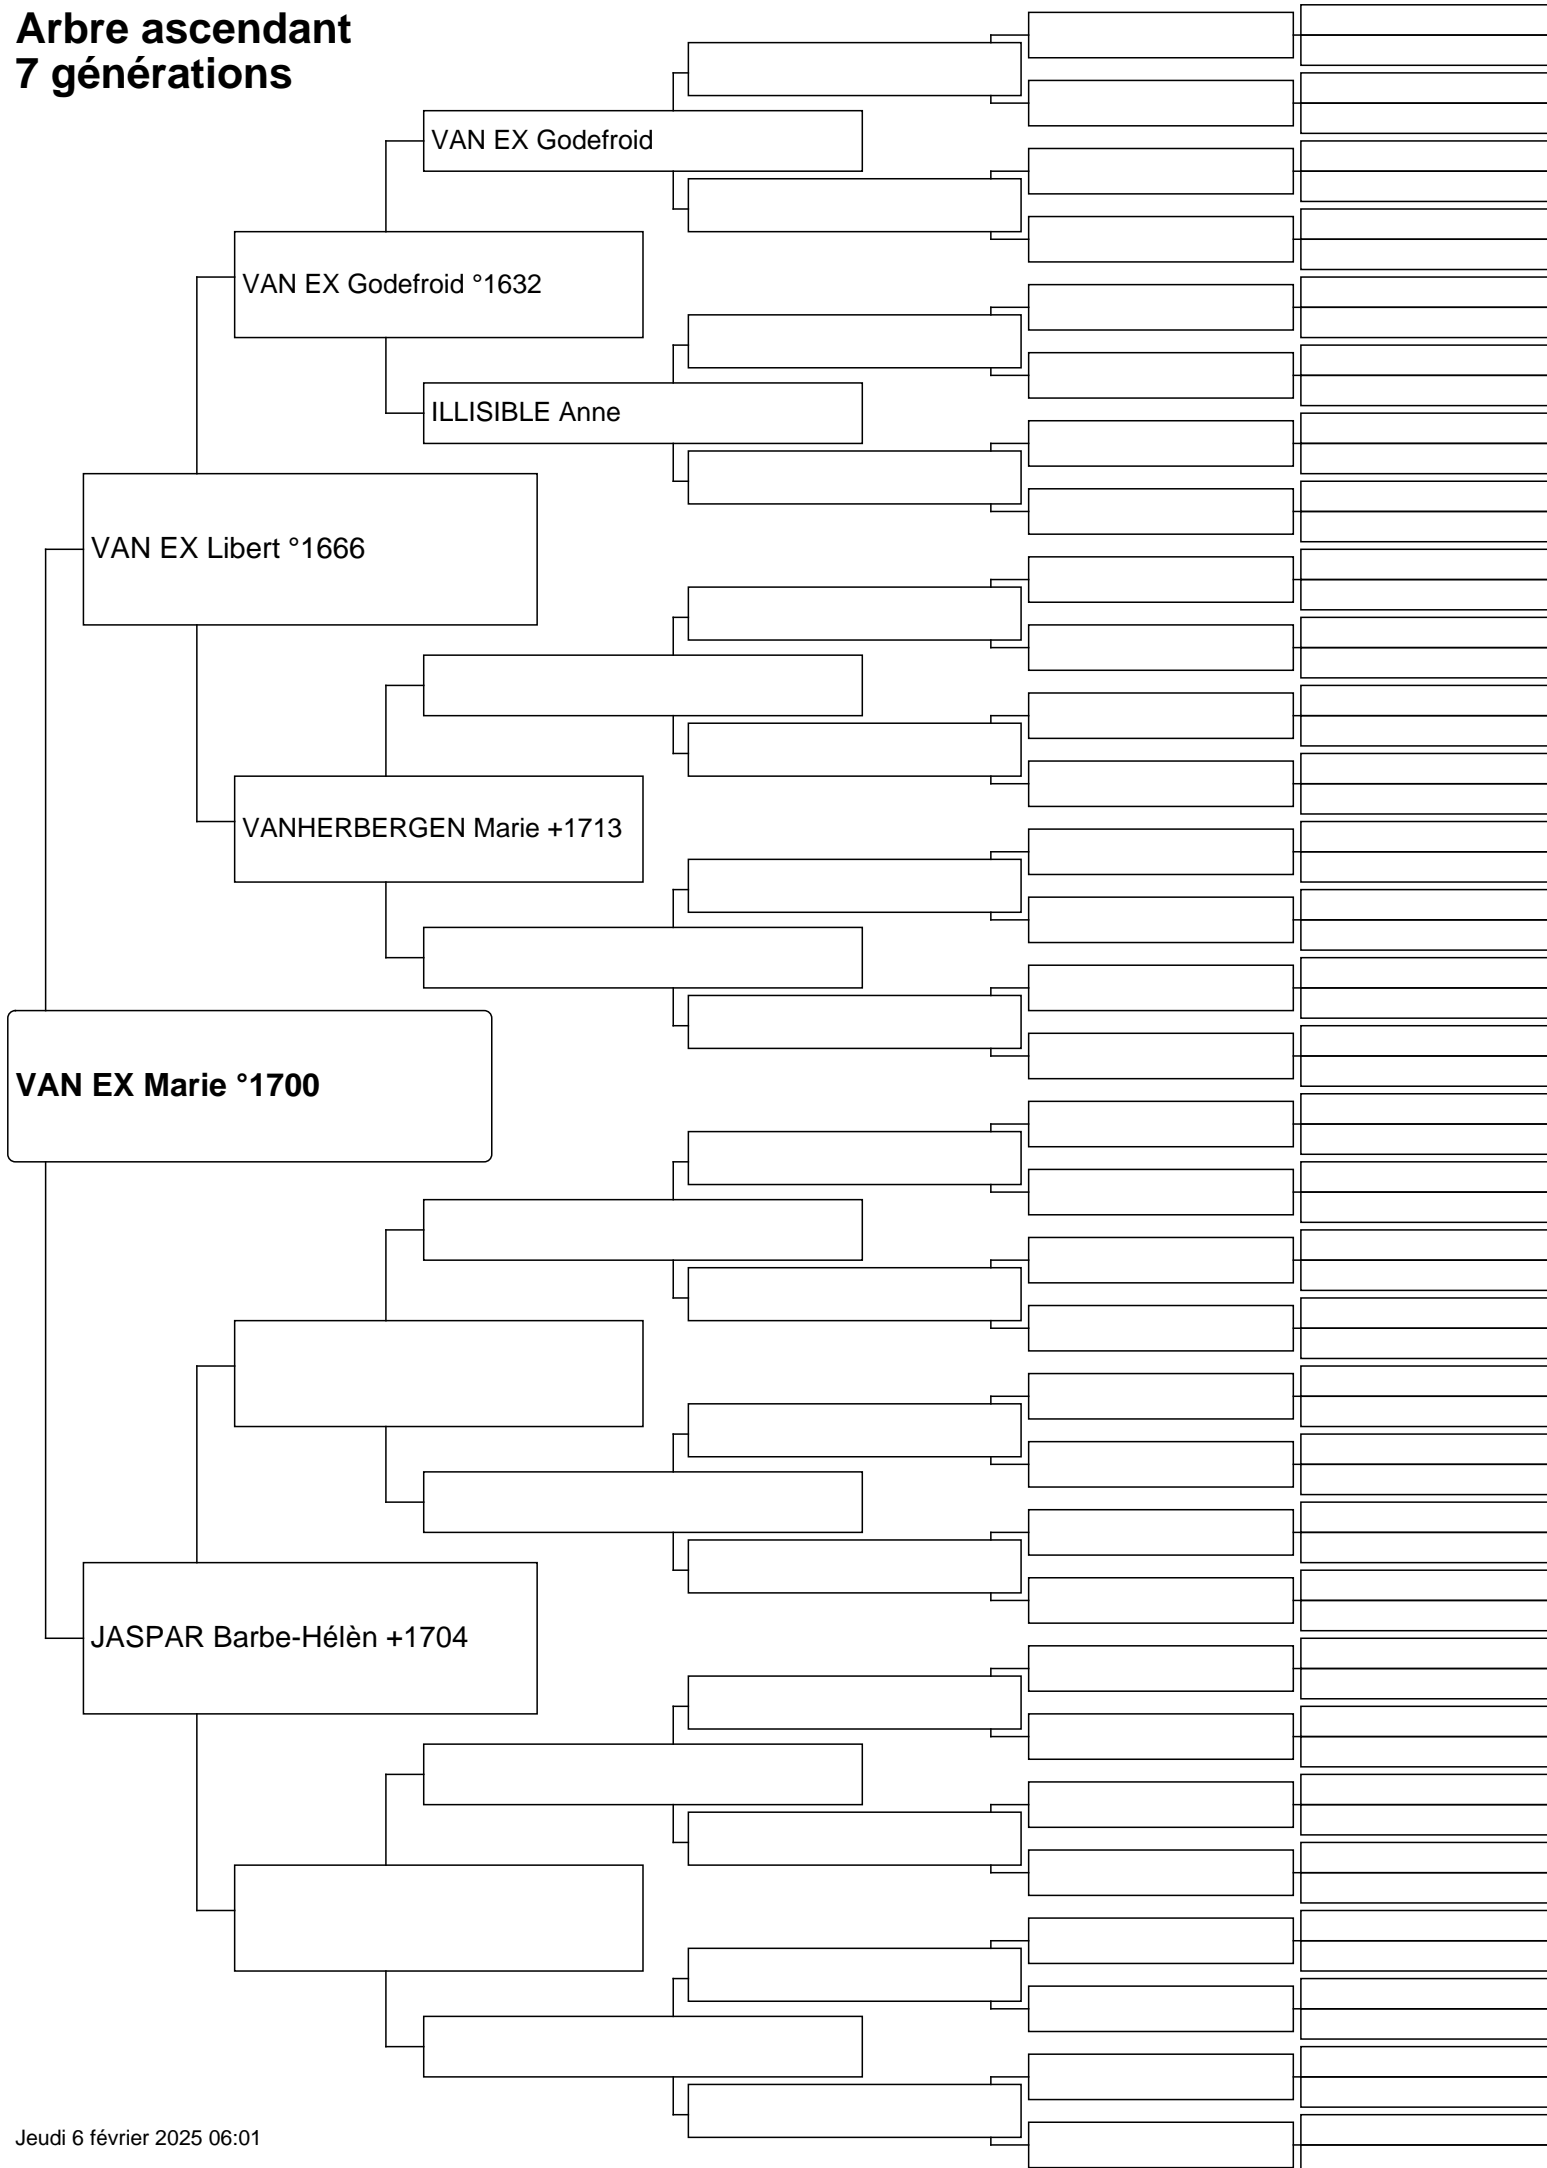 Arbre ascendant
7 générations
VAN EX Godefroid
VAN EX Godefroid °1632
ILLISIBLE Anne
VAN EX Libert °1666
VANHERBERGEN Marie +1713
VAN EX Marie °1700
JASPAR Barbe-Hélèn +1704
Jeudi 6 février 2025 06:01